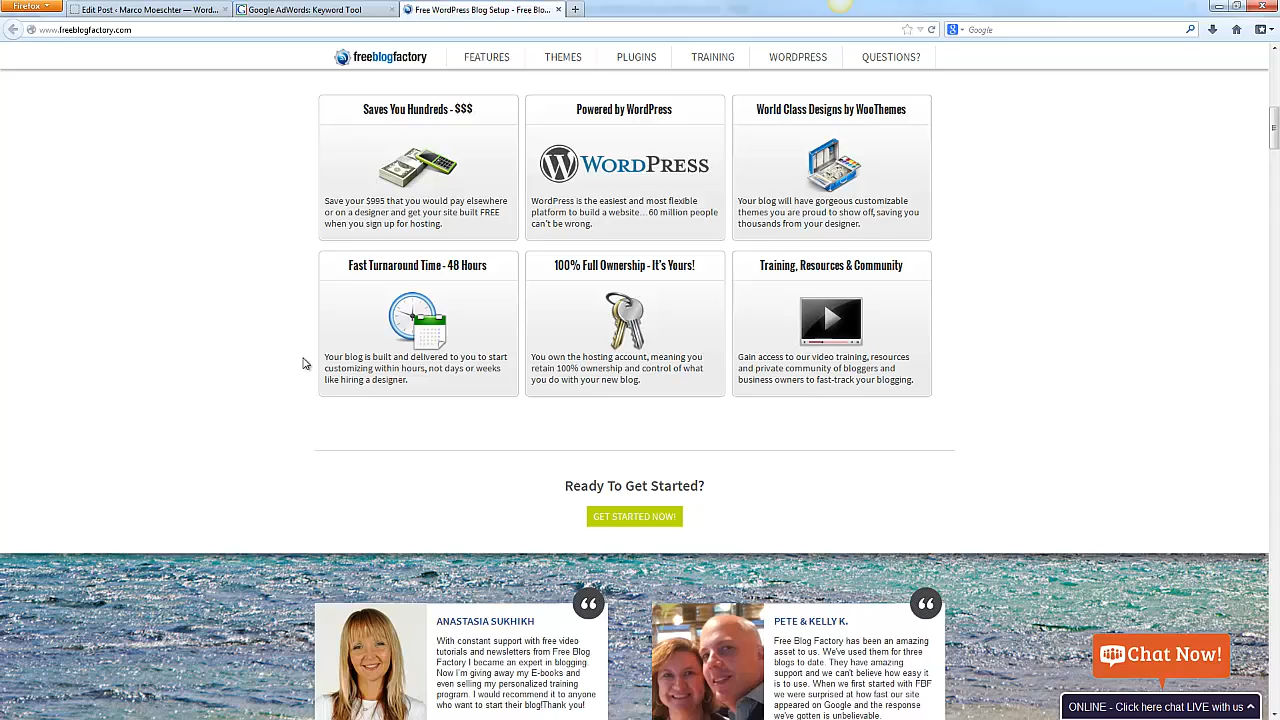 Firefox
Edit Post ‹ Marco Moeschter — Word...
Google AdWords: Keyword Tool
Free WordPress Blog Setup - Free Blo...
www.freeblogfactory.com
Google
freeblogfactory
FEATURES
THEMES
PLUGINS
TRAINING
WORDPRESS
QUESTIONS?
Saves You Hundreds - $$$
Save your $995 that you would pay elsewhere
or on a designer and get your site built FREE
when you sign up for hosting.
Powered by WordPress
WORDPRESS
WordPress is the easiest and most flexible
platform to build a website... 60 million people
can't be wrong.
World Class Designs by WooThemes
Your blog will have gorgeous customizable
themes you are proud to show off, saving you
thousands from your designer.
Fast Turnaround Time - 48 Hours
Your blog is built and delivered to you to start
customizing within hours, not days or weeks
like hiring a designer.
100% Full Ownership - It's Yours!
You own the hosting account, meaning you
retain 100% ownership and control of what
you do with your new blog.
Training, Resources & Community
Gain access to our video training, resources
and private community of bloggers and
business owners to fast-track your blogging.
Ready To Get Started?
GET STARTED NOW!
ANASTASIA SUKHIKH
With constant support with free video
tutorials and newsletters from Free Blog
Factory I became an expert in blogging.
Now I'm giving away my E-books and
even selling my personalized training
program. I would recommend it to anyone
who want to start their blog!Thank you!
PETE & KELLY K.
Free Blog Factory has been an amazing
asset to us. We've used them for three
blogs to date. They have amazing
support and we can't believe how easy it
is to use. When we first started with FBF
we were surprised at how fast our site
appeared on Google and the response
we've gotten is unbelievable.
Chat Now!
ONLINE - Click here chat LIVE with us